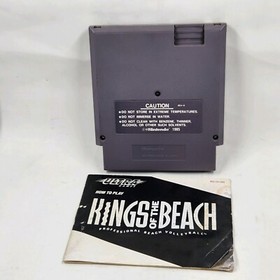 CAUTION
●DO NOT STORE IN EXTREME TEMPERATURES.
●DO NOT IMMERSE IN WATER.
●DO NOT CLEAN WITH BENZENE, THINNER,
ALCOHOL OR OTHER SUCH SOLVENTS.
HOW TO PLAY
KINGS OF THE BEACH
PROFESSIONAL BEACH VOLLEYBALL